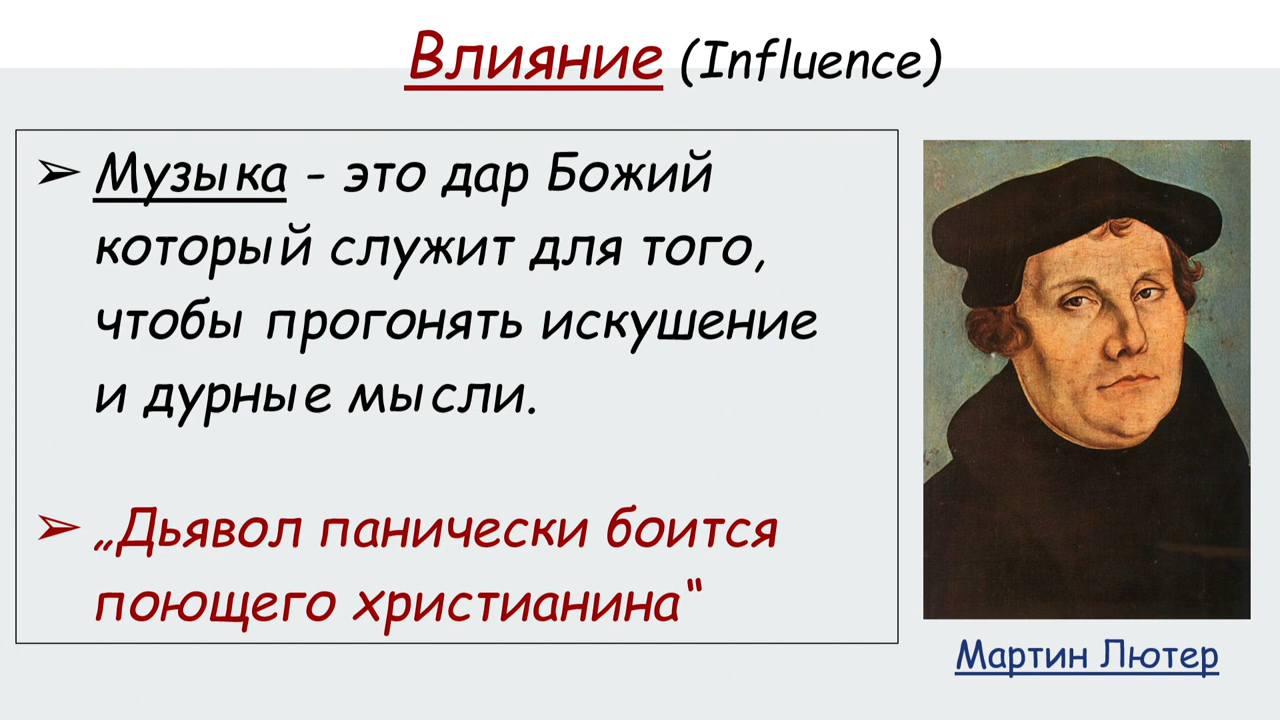 Влияние (Influence)
➢ Музыка - это дар Божий
который служит для того,
чтобы прогонять искушение
и дурные мысли.
➢ „Дьявол панически боится
поющего христианина“
Мартин Лютер